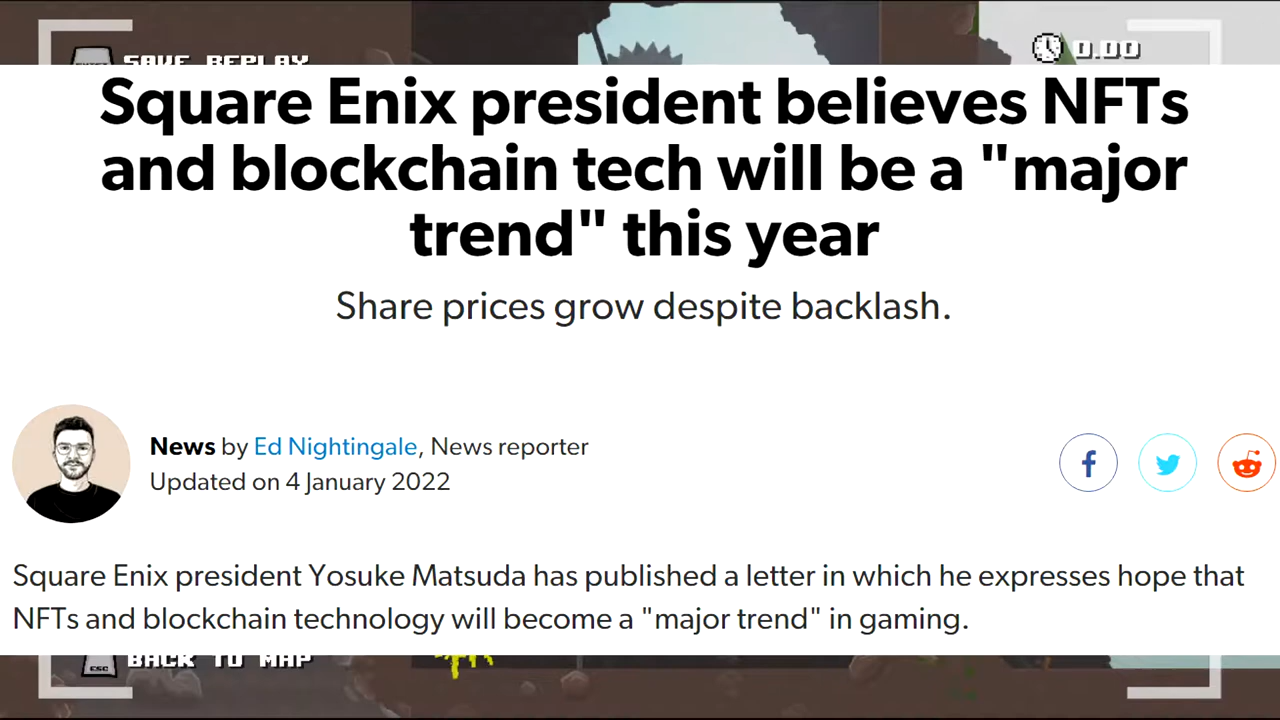 SAVE REPLAY
0.00
Square Enix president believes NFTs
and blockchain tech will be a "major
trend" this year
Share prices grow despite backlash.
News by Ed Nightingale, News reporter
Updated on 4 January 2022
Square Enix president Yosuke Matsuda has published a letter in which he expresses hope that
NFTs and blockchain technology will become a "major trend" in gaming.
ESC
BACK TO MAP